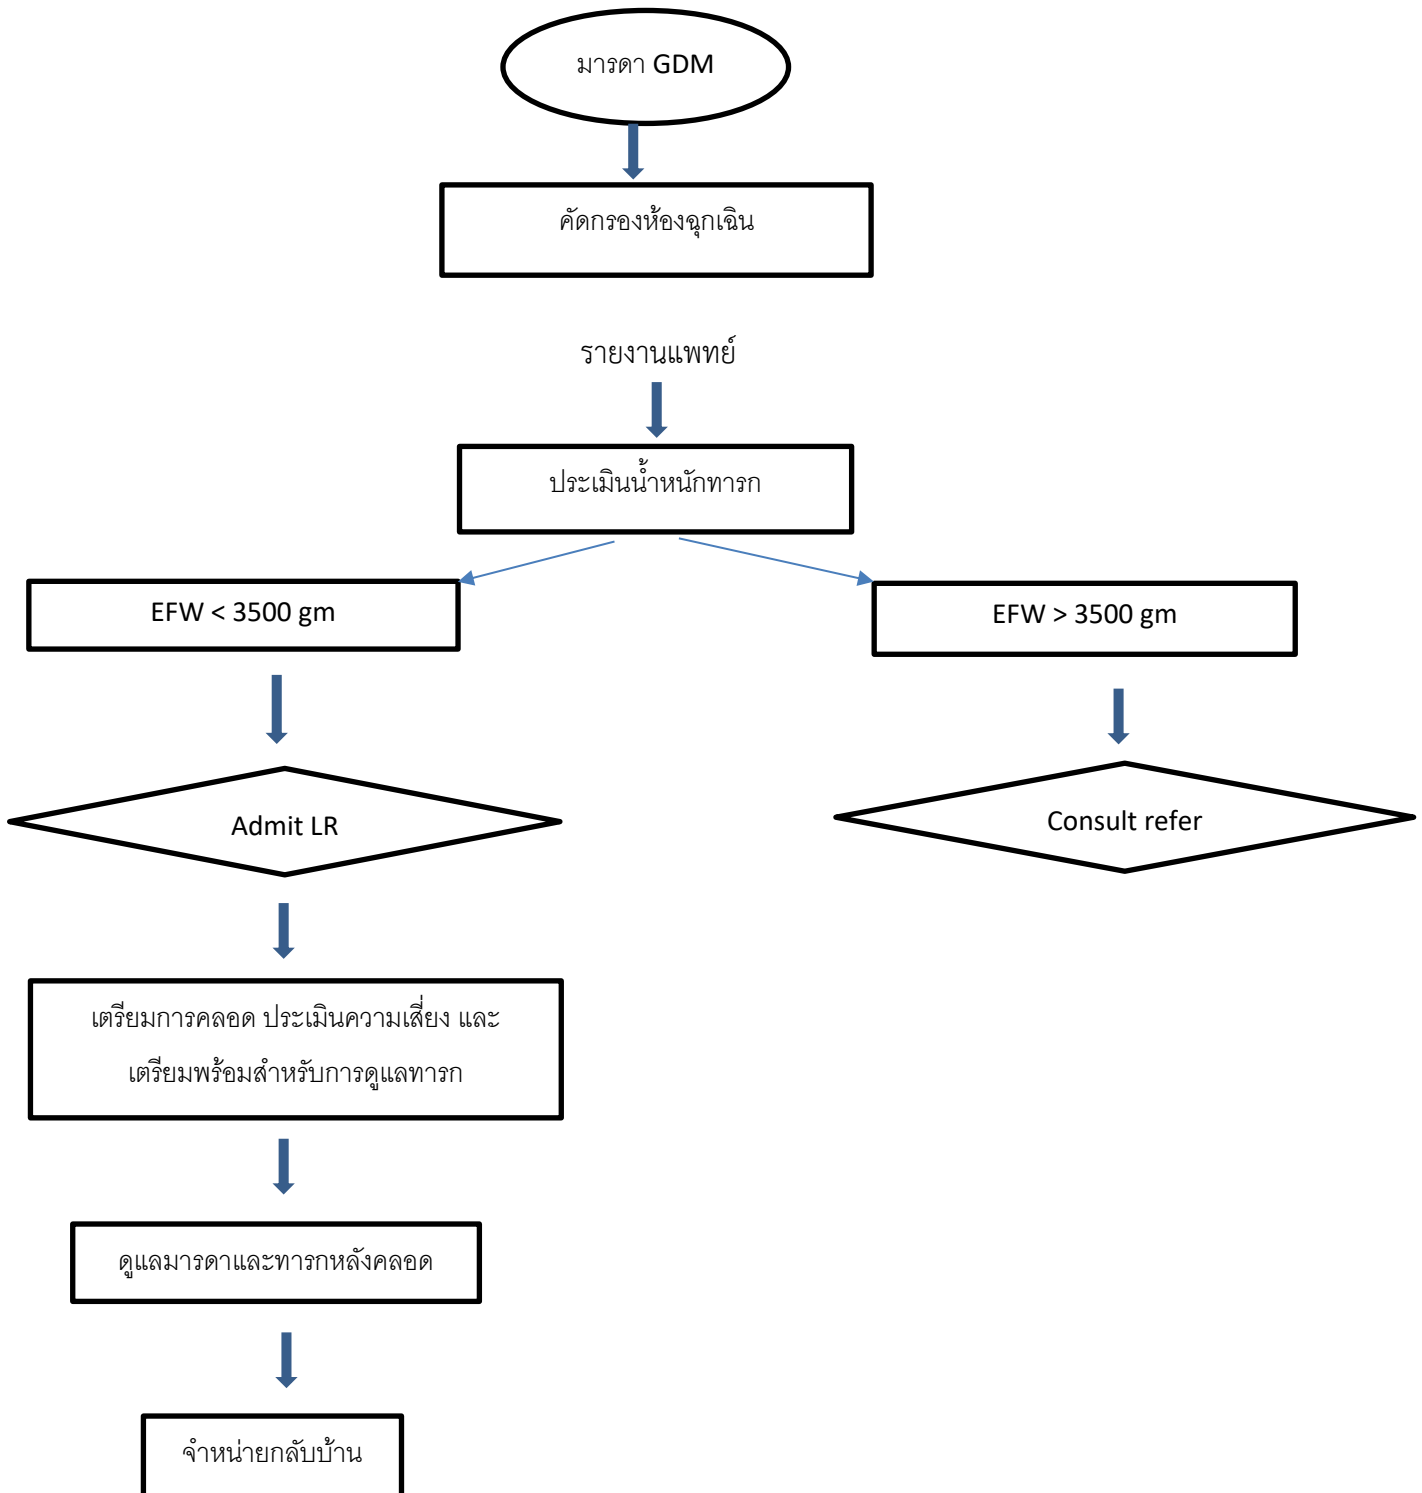 มารดา GDM
คัดกรองห้องฉุกเฉิน
รายงานแพทย์
ประเมินน้ำหนักทารก
EFW < 3500 gm
EFW > 3500 gm
Admit LR
Consult refer
เตรียมการคลอด ประเมินความเสี่ยง และ
เตรียมพร้อมสำหรับการดูแลทารก
ดูแลมารดาและทารกหลังคลอด
จำหน่ายกลับบ้าน